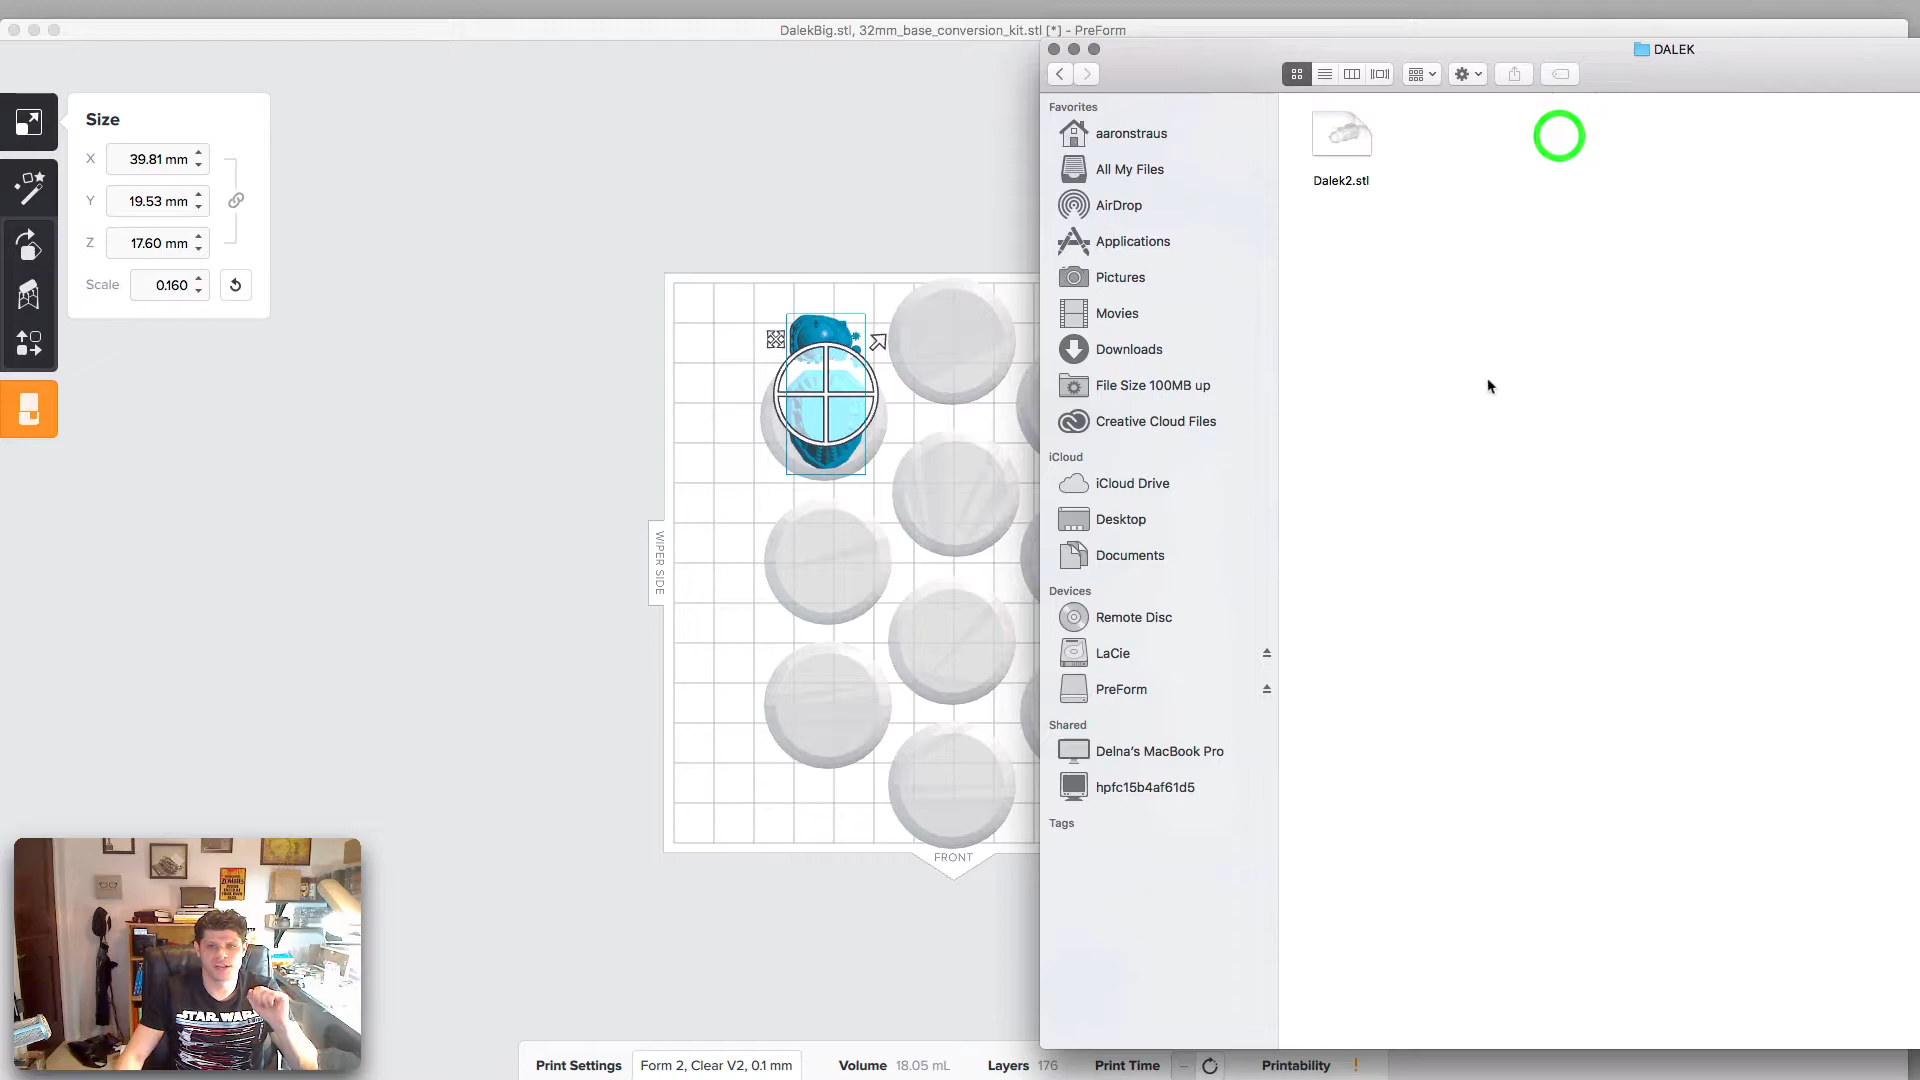 DalekBig.stl, 32mm_base_conversion_kit.stl [*] - PreForm
DALEK
Size
X 39.81 mm
Y 19.53 mm
Z 17.60 mm
Scale 0.160
WIPER SIDE
FRONT
Favorites
aaronstraus
All My Files
AirDrop
Applications
Pictures
Movies
Downloads
File Size 100MB up
Creative Cloud Files
iCloud
iCloud Drive
Desktop
Documents
Devices
Remote Disc
LaCie
PreForm
Shared
Delna's MacBook Pro
hpfc15b4af61d5
Tags
Dalek2.stl
STAR WARS
Print Settings Form 2, Clear V2, 0.1 mm Volume 18.05 mL Layers 176 Print Time – Printability !